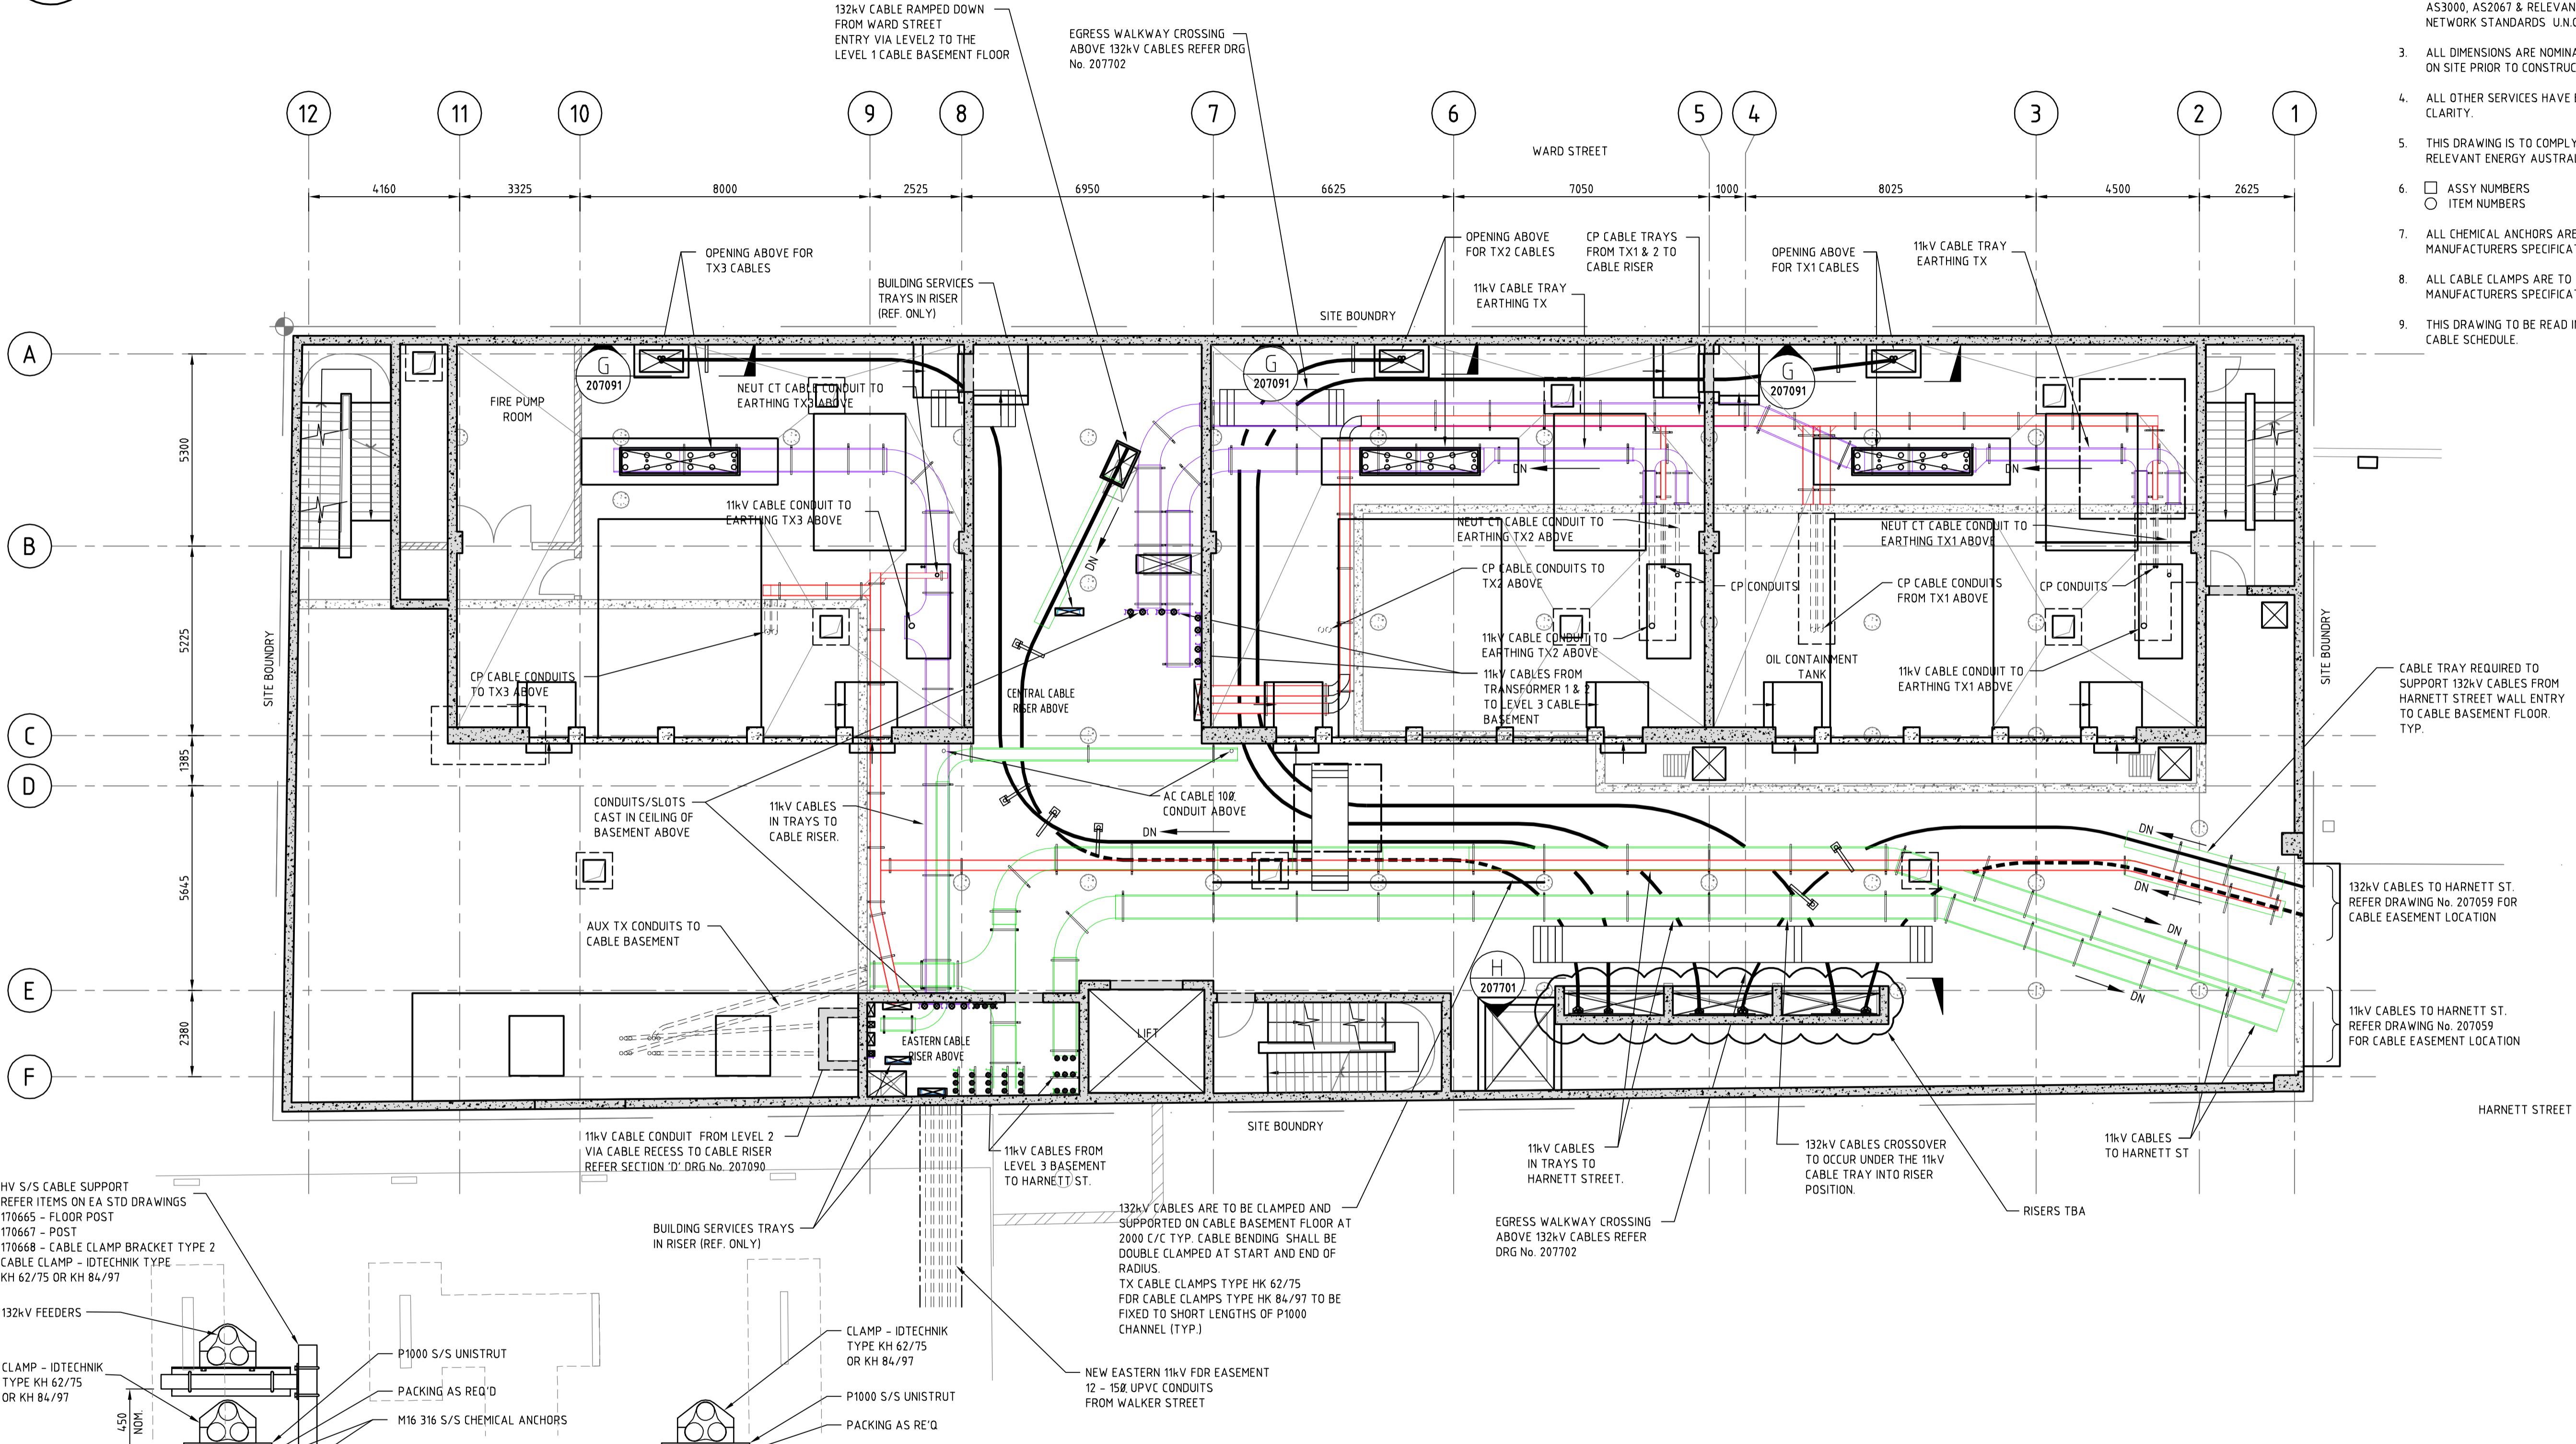 132kV CABLE RAMPED DOWN
FROM WARD STREET
ENTRY VIA LEVEL2 TO THE
LEVEL 1 CABLE BASEMENT FLOOR
EGRESS WALKWAY CROSSING
ABOVE 132kV CABLES REFER DRG
No. 207702
AS3000, AS2067 & RELEVAN
NETWORK STANDARDS U.N.O
3. ALL DIMENSIONS ARE NOMINA
ON SITE PRIOR TO CONSTRUC
4. ALL OTHER SERVICES HAVE
CLARITY.
5. THIS DRAWING IS TO COMPLY
RELEVANT ENERGY AUSTRAL
6. ASSY NUMBERS
ITEM NUMBERS
7. ALL CHEMICAL ANCHORS ARE
MANUFACTURERS SPECIFICAT
8. ALL CABLE CLAMPS ARE TO
MANUFACTURERS SPECIFICAT
9. THIS DRAWING TO BE READ IN
CABLE SCHEDULE.
12 11 10 9 8 7 6 5 4 3 2 1
WARD STREET
4160 3325 8000 2525 6950 6625 7050 1000 8025 4500 2625
OPENING ABOVE FOR
TX3 CABLES
BUILDING SERVICES
TRAYS IN RISER
(REF. ONLY)
OPENING ABOVE
FOR TX2 CABLES
CP CABLE TRAYS
FROM TX1 & 2 TO
CABLE RISER
11kV CABLE TRAY
EARTHING TX
OPENING ABOVE
FOR TX1 CABLES
11kV CABLE TRAY
EARTHING TX
SITE BOUNDRY
A
B
C
D
E
F
5300
5225
1385
5645
2380
G
207091
G
207091
G
207091
FIRE PUMP
ROOM
NEUT CT CABLE CONDUIT TO
EARTHING TX3 ABOVE
11kV CABLE CONDUIT TO
EARTHING TX3 ABOVE
DN
DN
DN
NEUT CT CABLE CONDUIT TO
EARTHING TX2 ABOVE
NEUT CT CABLE CONDUIT TO
EARTHING TX1 ABOVE
CP CABLE CONDUITS TO
TX2 ABOVE
CP CONDUITS
CP CABLE CONDUITS
FROM TX1 ABOVE
CP CONDUITS
SITE BOUNDRY
SITE BOUNDRY
CP CABLE CONDUITS
TO TX3 ABOVE
CENTRAL CABLE
RISER ABOVE
11kV CABLE CONDUIT TO
EARTHING TX2 ABOVE
11kV CABLES FROM
TRANSFORMER 1 & 2
TO LEVEL 3 CABLE
BASEMENT
OIL CONTAINMENT
TANK
11kV CABLE CONDUIT TO
EARTHING TX1 ABOVE
CABLE TRAY REQUIRED TO
SUPPORT 132kV CABLES FROM
HARNETT STREET WALL ENTRY
TO CABLE BASEMENT FLOOR.
TYP.
CONDUITS/SLOTS
CAST IN CEILING OF
BASEMENT ABOVE
11kV CABLES
IN TRAYS TO
CABLE RISER.
AC CABLE 100Ø,
CONDUIT ABOVE
DN
DN
DN
DN
DN
132kV CABLES TO HARNETT ST.
REFER DRAWING No. 207059 FOR
CABLE EASEMENT LOCATION
AUX TX CONDUITS TO
CABLE BASEMENT
H
207701
11kV CABLES TO HARNETT ST.
REFER DRAWING No. 207059
FOR CABLE EASEMENT LOCATION
EASTERN CABLE
RISER ABOVE
LIFT
HARNETT STREET
SITE BOUNDRY
11kV CABLE CONDUIT FROM LEVEL 2
VIA CABLE RECESS TO CABLE RISER
REFER SECTION 'D' DRG No. 207090
11kV CABLES FROM
LEVEL 3 BASEMENT
TO HARNETT ST.
11kV CABLES
IN TRAYS TO
HARNETT STREET.
132kV CABLES CROSSOVER
TO OCCUR UNDER THE 11kV
CABLE TRAY INTO RISER
POSITION.
11kV CABLES
TO HARNETT ST
HV S/S CABLE SUPPORT
REFER ITEMS ON EA STD DRAWINGS
170665 - FLOOR POST
170667 - POST
170668 - CABLE CLAMP BRACKET TYPE 2
CABLE CLAMP - IDTECHNIK TYPE
KH 62/75 OR KH 84/97
BUILDING SERVICES TRAYS
IN RISER (REF. ONLY)
132kV CABLES ARE TO BE CLAMPED AND
SUPPORTED ON CABLE BASEMENT FLOOR AT
2000 C/C TYP. CABLE BENDING SHALL BE
DOUBLE CLAMPED AT START AND END OF
RADIUS.
TX CABLE CLAMPS TYPE HK 62/75
FDR CABLE CLAMPS TYPE HK 84/97 TO BE
FIXED TO SHORT LENGTHS OF P1000
CHANNEL (TYP.)
EGRESS WALKWAY CROSSING
ABOVE 132kV CABLES REFER
DRG No. 207702
RISERS TBA
132kV FEEDERS
CLAMP - IDTECHNIK
TYPE KH 62/75
OR KH 84/97
450
NOM.
P1000 S/S UNISTRUT
PACKING AS REQ'D
M16 316 S/S CHEMICAL ANCHORS
CLAMP - IDTECHNIK
TYPE KH 62/75
OR KH 84/97
P1000 S/S UNISTRUT
PACKING AS RE'Q
NEW EASTERN 11kV FDR EASEMENT
12 - 150Ø, UPVC CONDUITS
FROM WALKER STREET